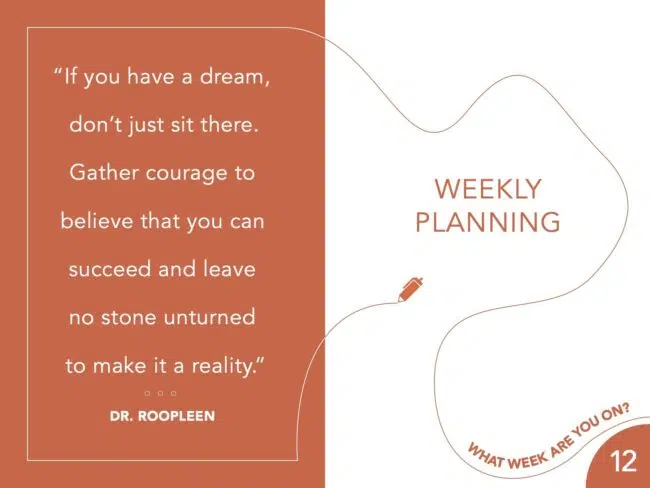 “If you have a dream,
don’t just sit there.
Gather courage to
believe that you can
succeed and leave
no stone unturned
to make it a reality.”
DR. ROOPLEEN
WEEKLY
PLANNING
WHAT WEEK ARE YOU ON?
12